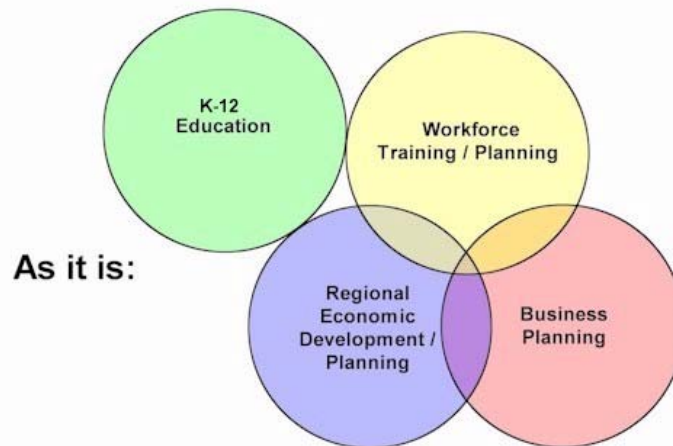 K-12
Education
Workforce
Training / Planning
As it is:
Regional
Economic
Development /
Planning
Business
Planning